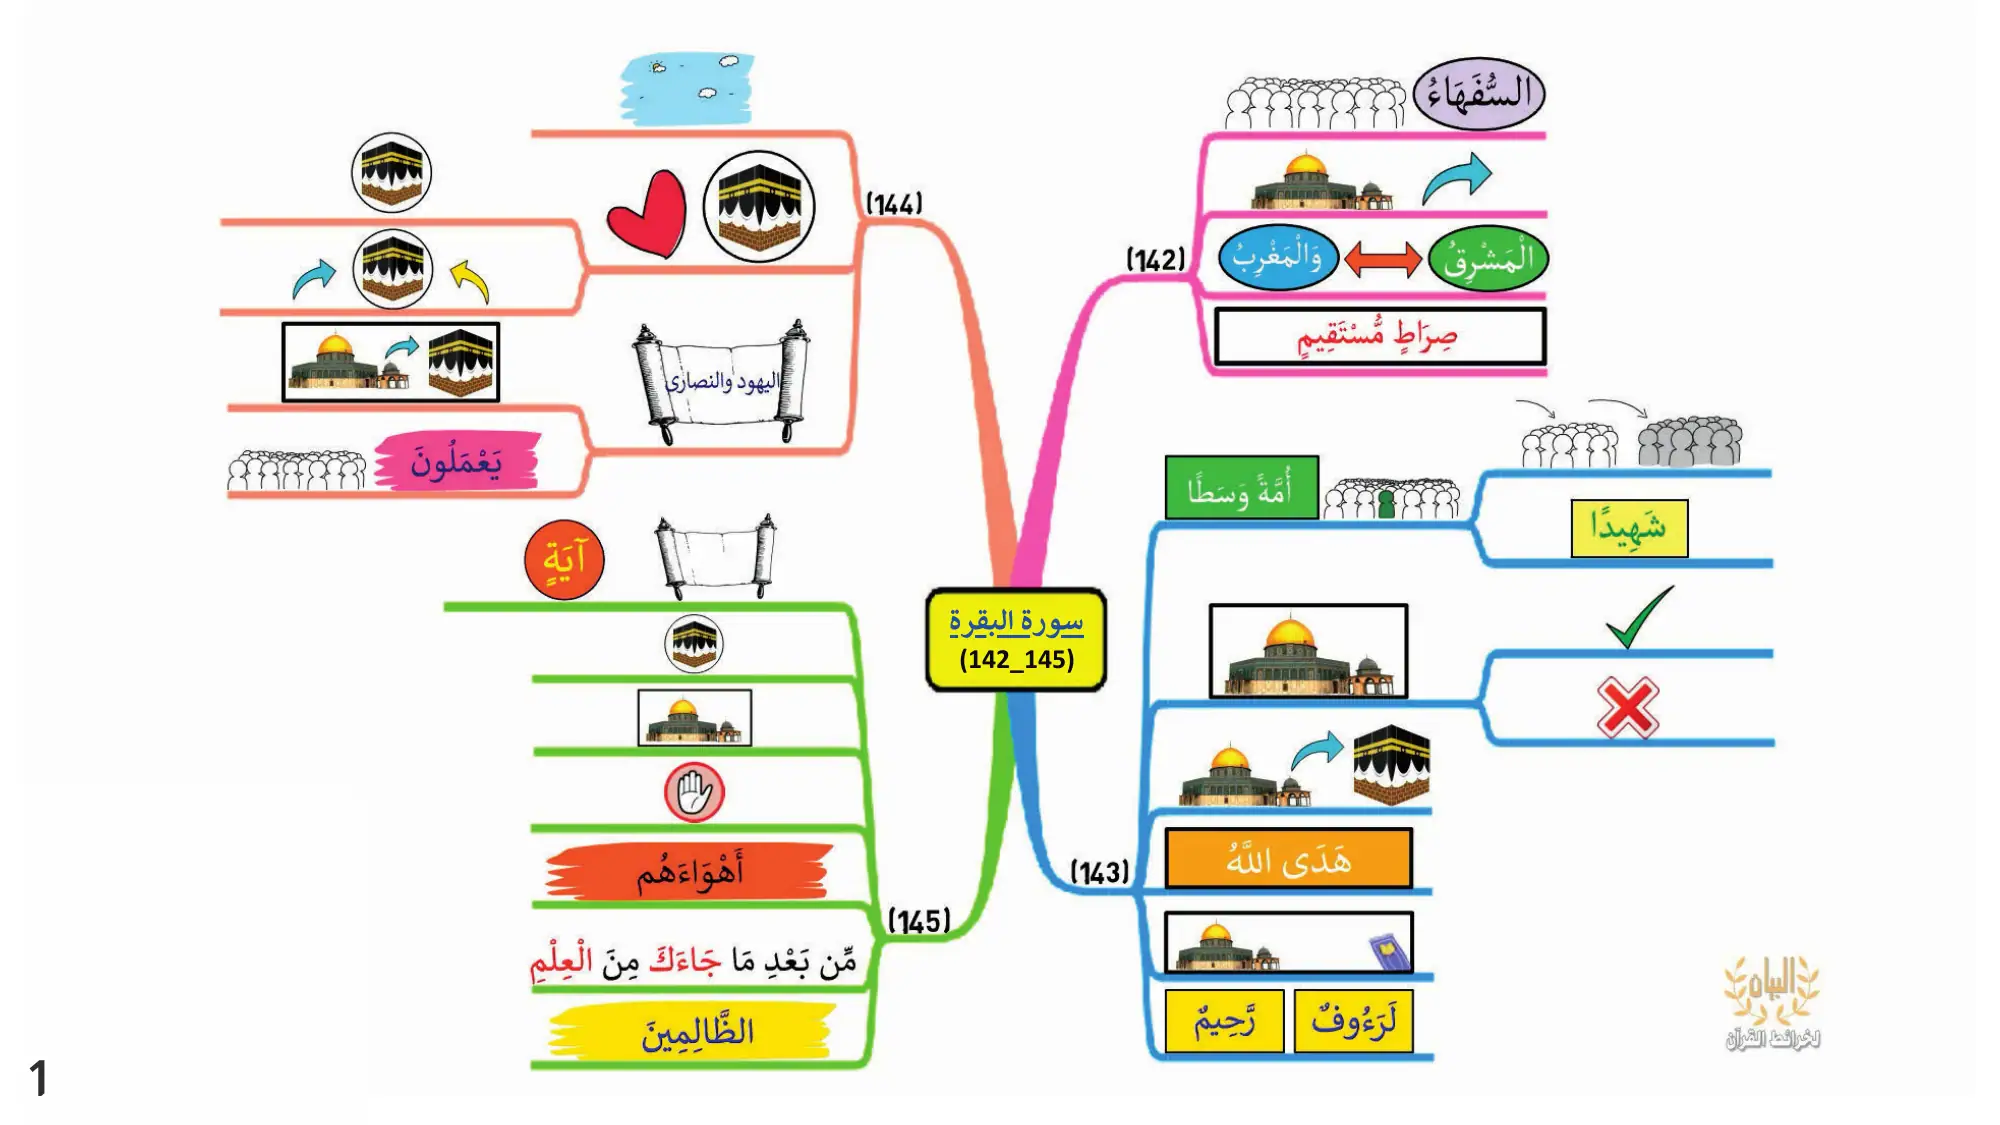 السُّفَهَاءُ
الْمَشْرِقُ وَالْمَغْرِبُ
صِرَاطٍ مُّسْتَقِيمٍ
(142)
أُمَّةً وَسَطًا
شَهِيدًا
هَدَى اللَّهُ
لَرَءُوفٌ رَّحِيمٌ
(143)
سورة البقرة
(142_145)
(144)
اليهود والنصارى
يَعْمَلُونَ
آيَةٍ
أَهْوَاءَهُم
مِّن بَعْدِ مَا جَاءَكَ مِنَ الْعِلْمِ
الظَّالِمِينَ
(145)
البيان
لخرائط القرآن
1